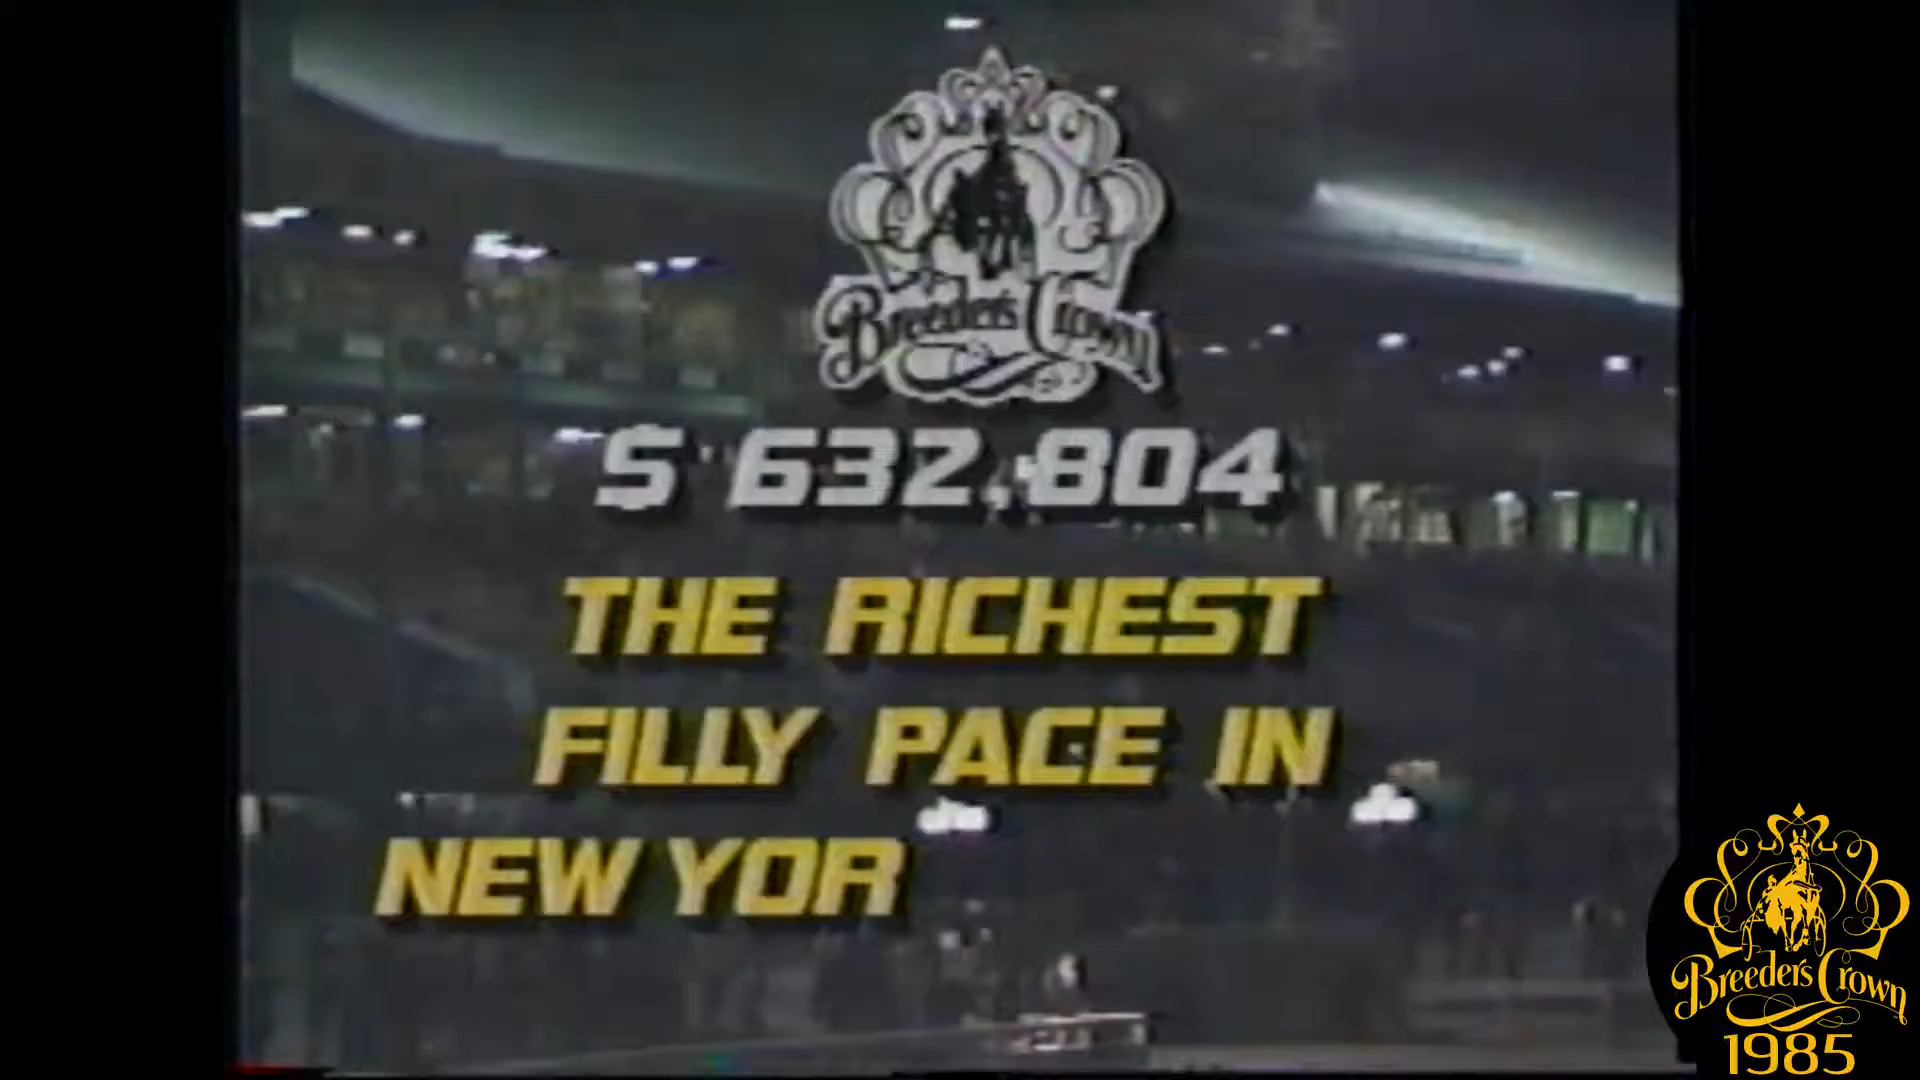 Breeders Crown
$ 632,804
THE RICHEST
FILLY PACE IN
NEW YOR
Breeders Crown
1985